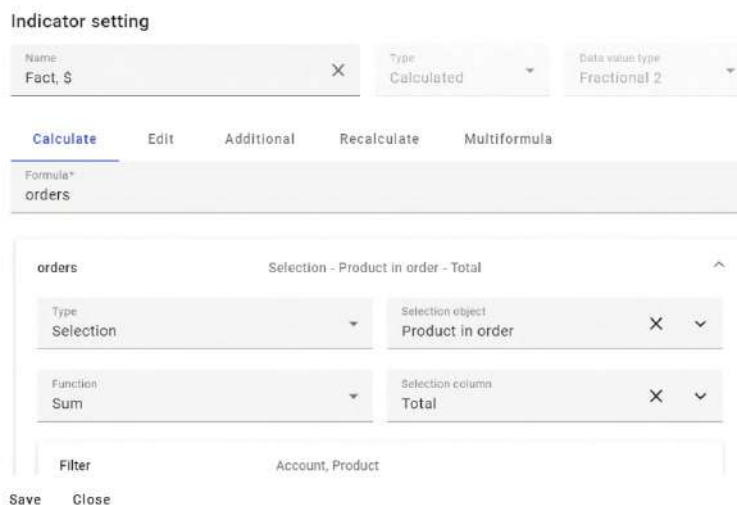 Indicator setting
Name
Fact, $
Type
Calculated
Data value type
Fractional 2
Calculate Edit Additional Recalculate Multiformula
Formula*
orders
orders Selection - Product in order - Total
Type
Selection
Selection object
Product in order
Function
Sum
Selection column
Total
Filter Account, Product
Save Close